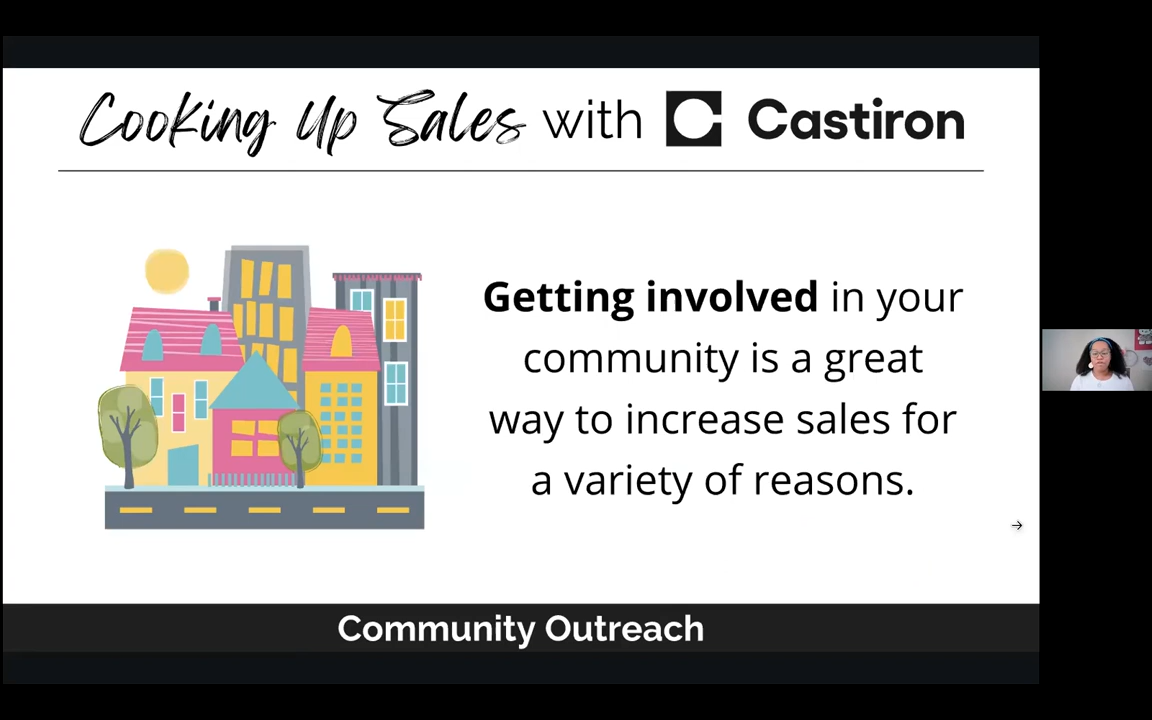 Cooking Up Sales with Castiron
Getting involved in your
community is a great
way to increase sales for
a variety of reasons.
Community Outreach